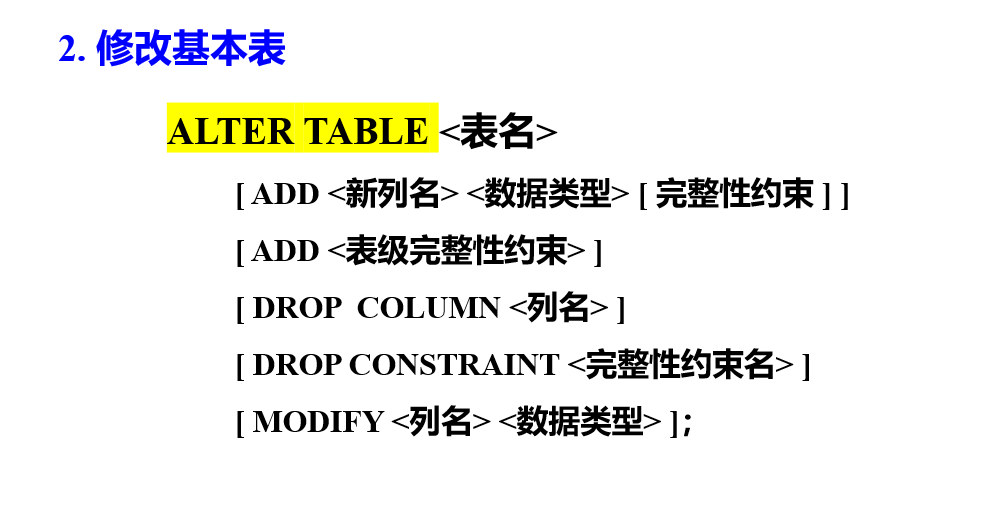 2. 修改基本表
ALTER TABLE <表名>
[ ADD <新列名> <数据类型> [ 完整性约束 ] ]
[ ADD <表级完整性约束> ]
[ DROP  COLUMN <列名> ]
[ DROP CONSTRAINT <完整性约束名> ]
[ MODIFY <列名> <数据类型> ];